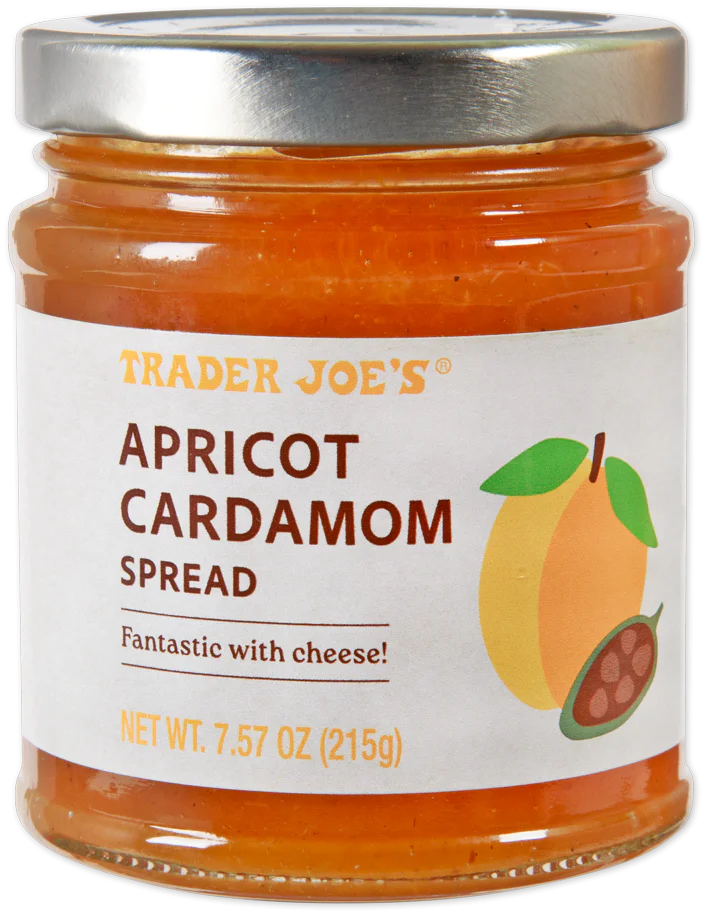 TRADER JOE'S®
APRICOT
CARDAMOM
SPREAD
Fantastic with cheese!
NET WT. 7.57 OZ (215g)